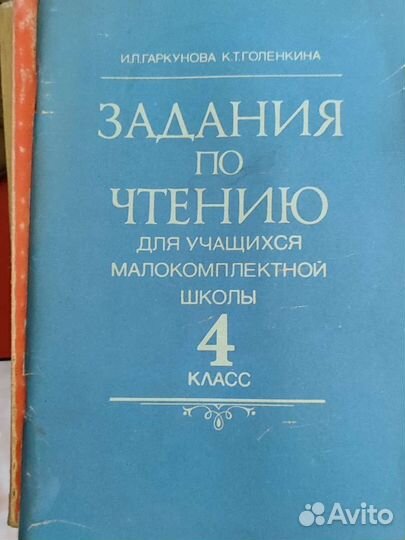 И.Л.ГАРКУНОВА К.Т.ГОЛЕНКИНА
ЗАДАНИЯ
ПО
ЧТЕНИЮ
ДЛЯ УЧАЩИХСЯ
МАЛОКОМПЛЕКТНОЙ
ШКОЛЫ
4
КЛАСС
Avito